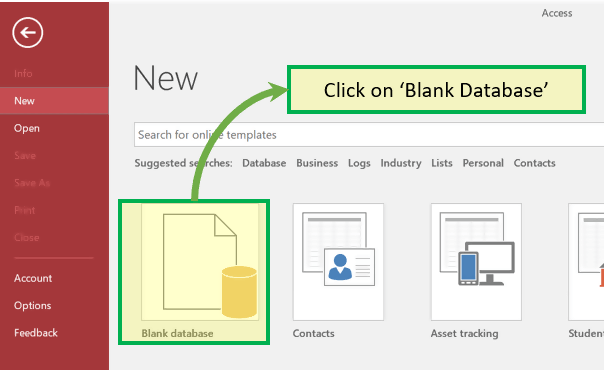 Access
Info
New
Open
Save
Save As
Print
Close
Account
Options
Feedback
New
Click on ‘Blank Database’
Search for online templates
Suggested searches: Database Business Logs Industry Lists Personal Contacts
Blank database
Contacts
Asset tracking
Student